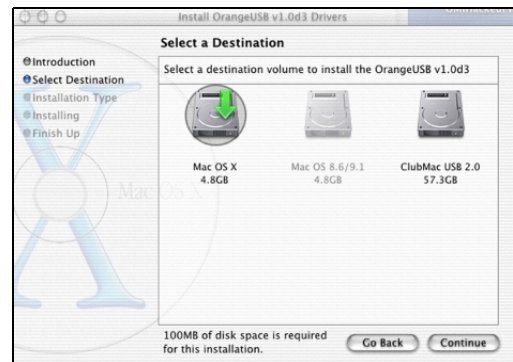 Install OrangeUSB v1.0d3 Drivers
Select a Destination
Introduction
Select Destination
Installation Type
Installing
Finish Up
Select a destination volume to install the OrangeUSB v1.0d3
Mac OS X
4.8GB
Mac OS 8.6/9.1
4.8GB
ClubMac USB 2.0
57.3GB
Mac OS X
100MB of disk space is required
for this installation.
Go Back
Continue